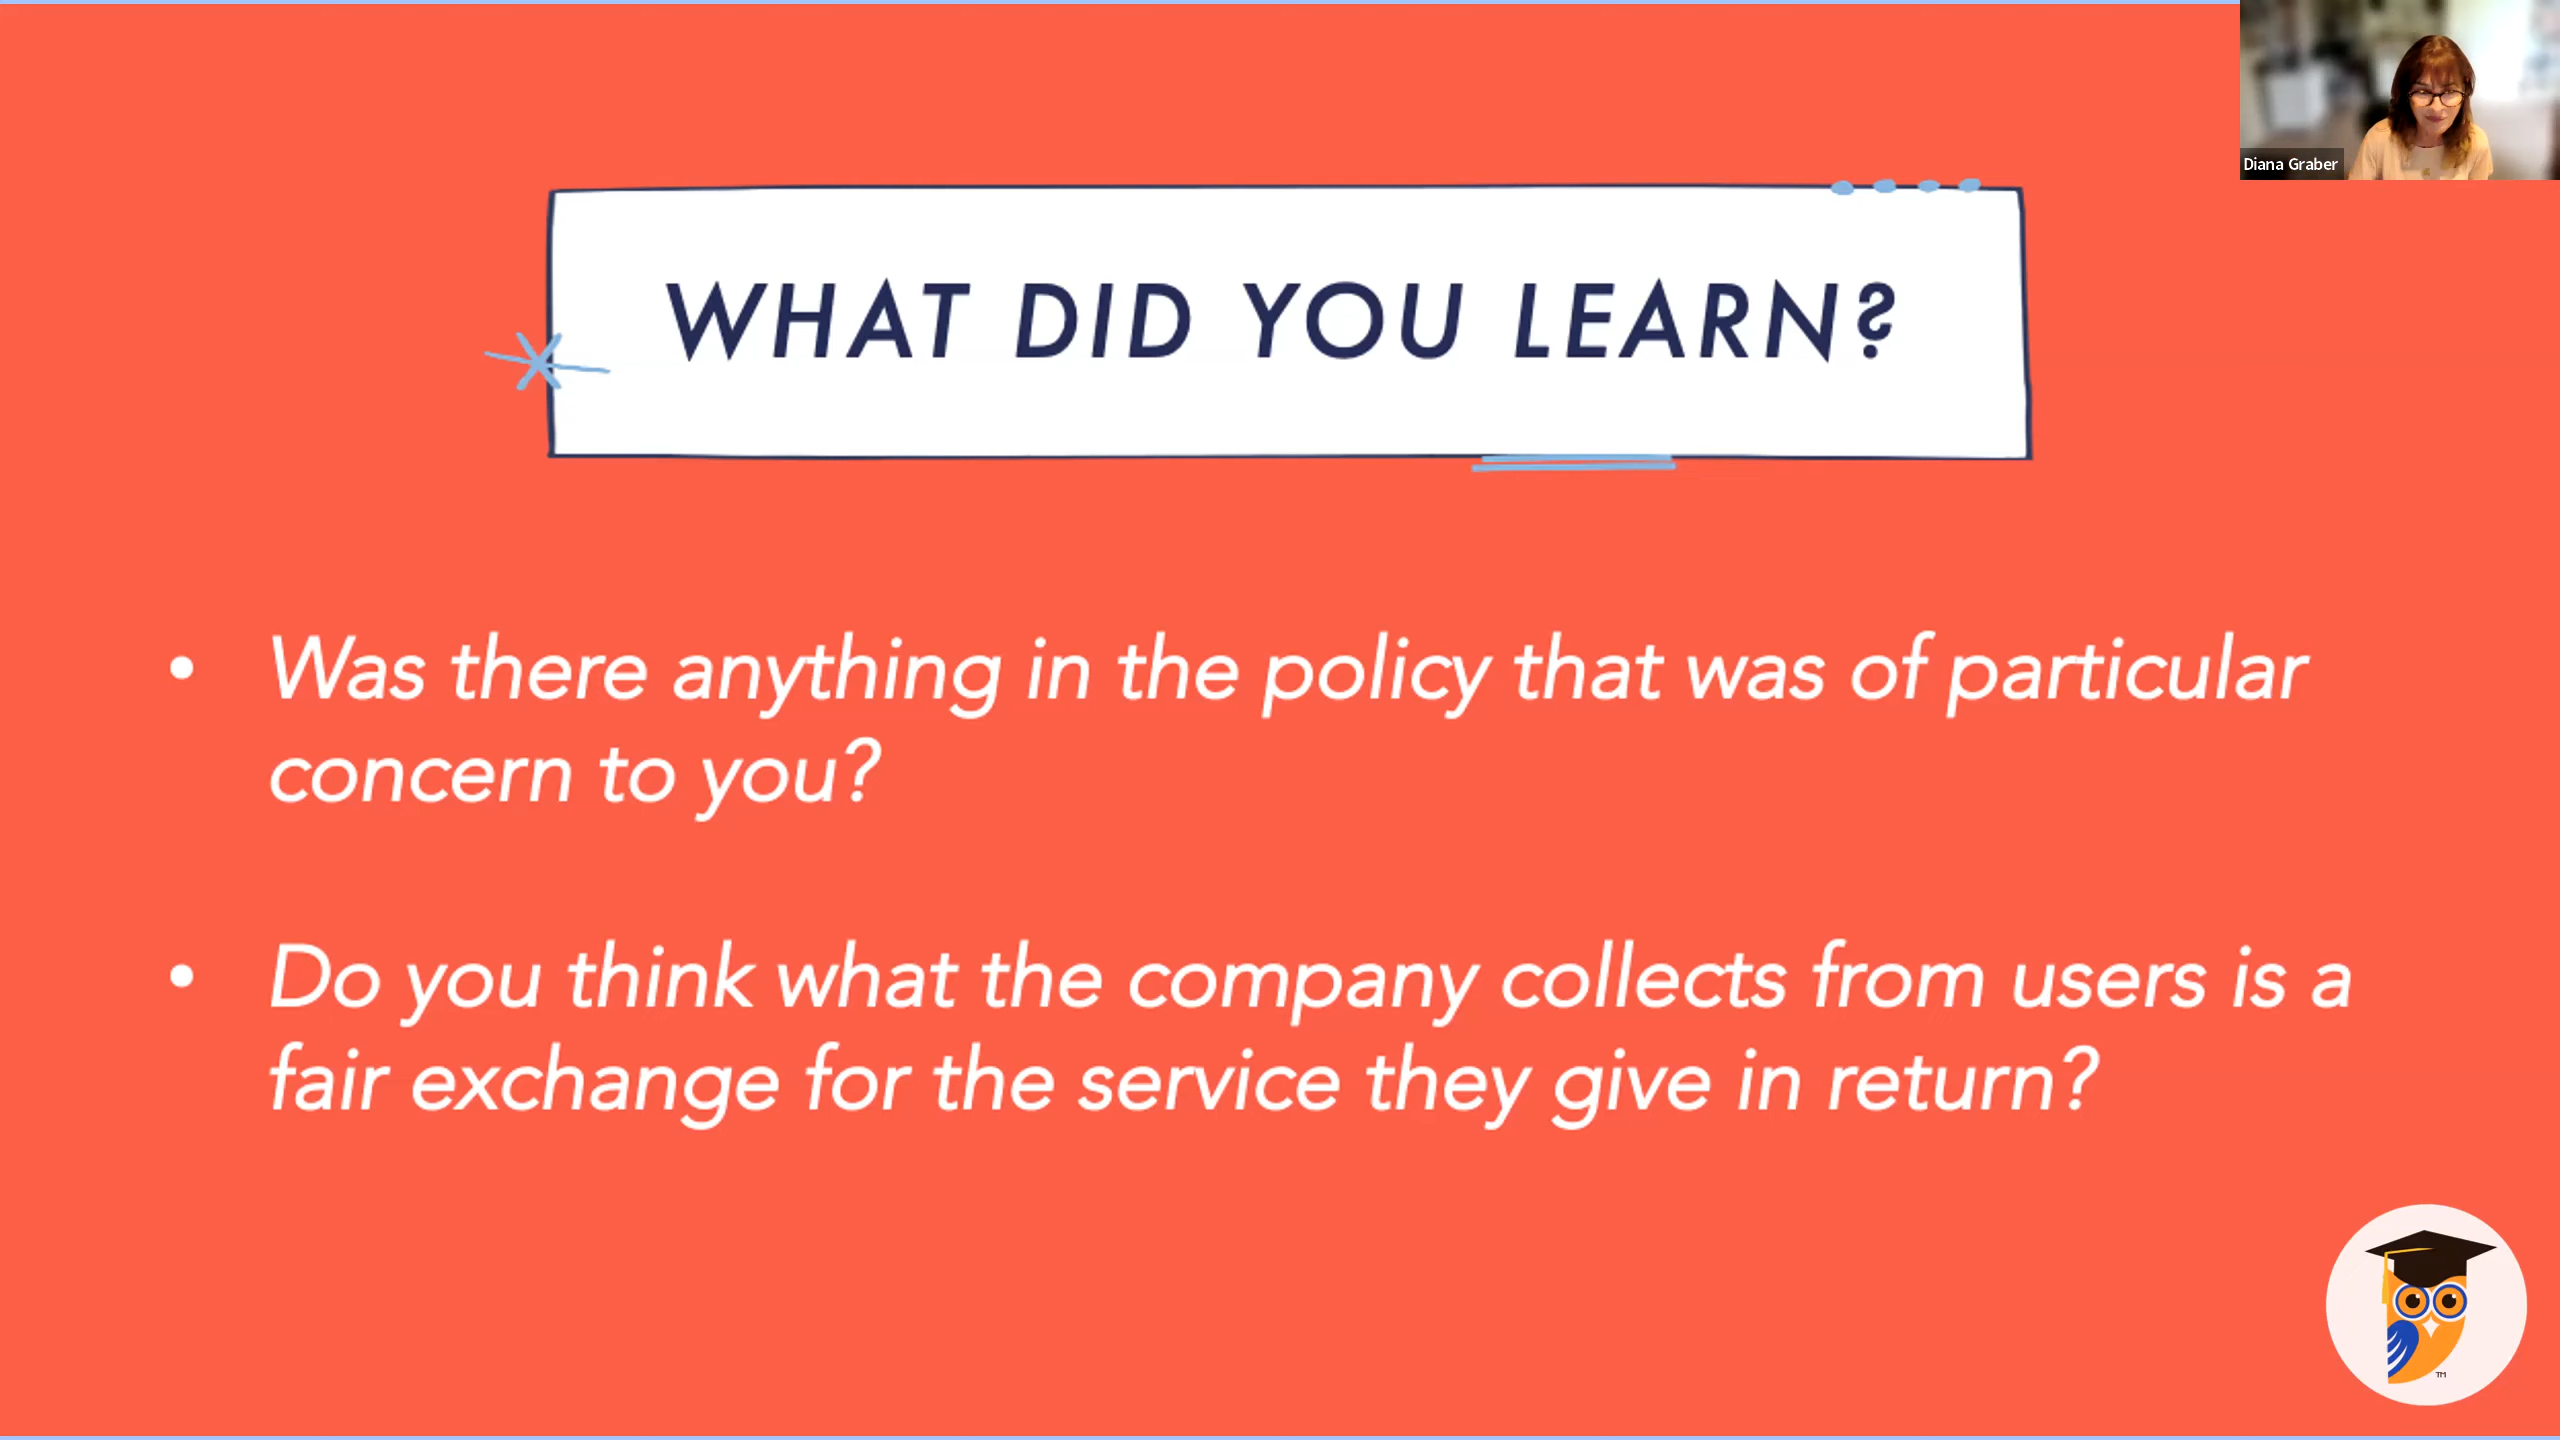 Diana Graber
WHAT DID YOU LEARN?
• Was there anything in the policy that was of particular
concern to you?
• Do you think what the company collects from users is a
fair exchange for the service they give in return?
TM